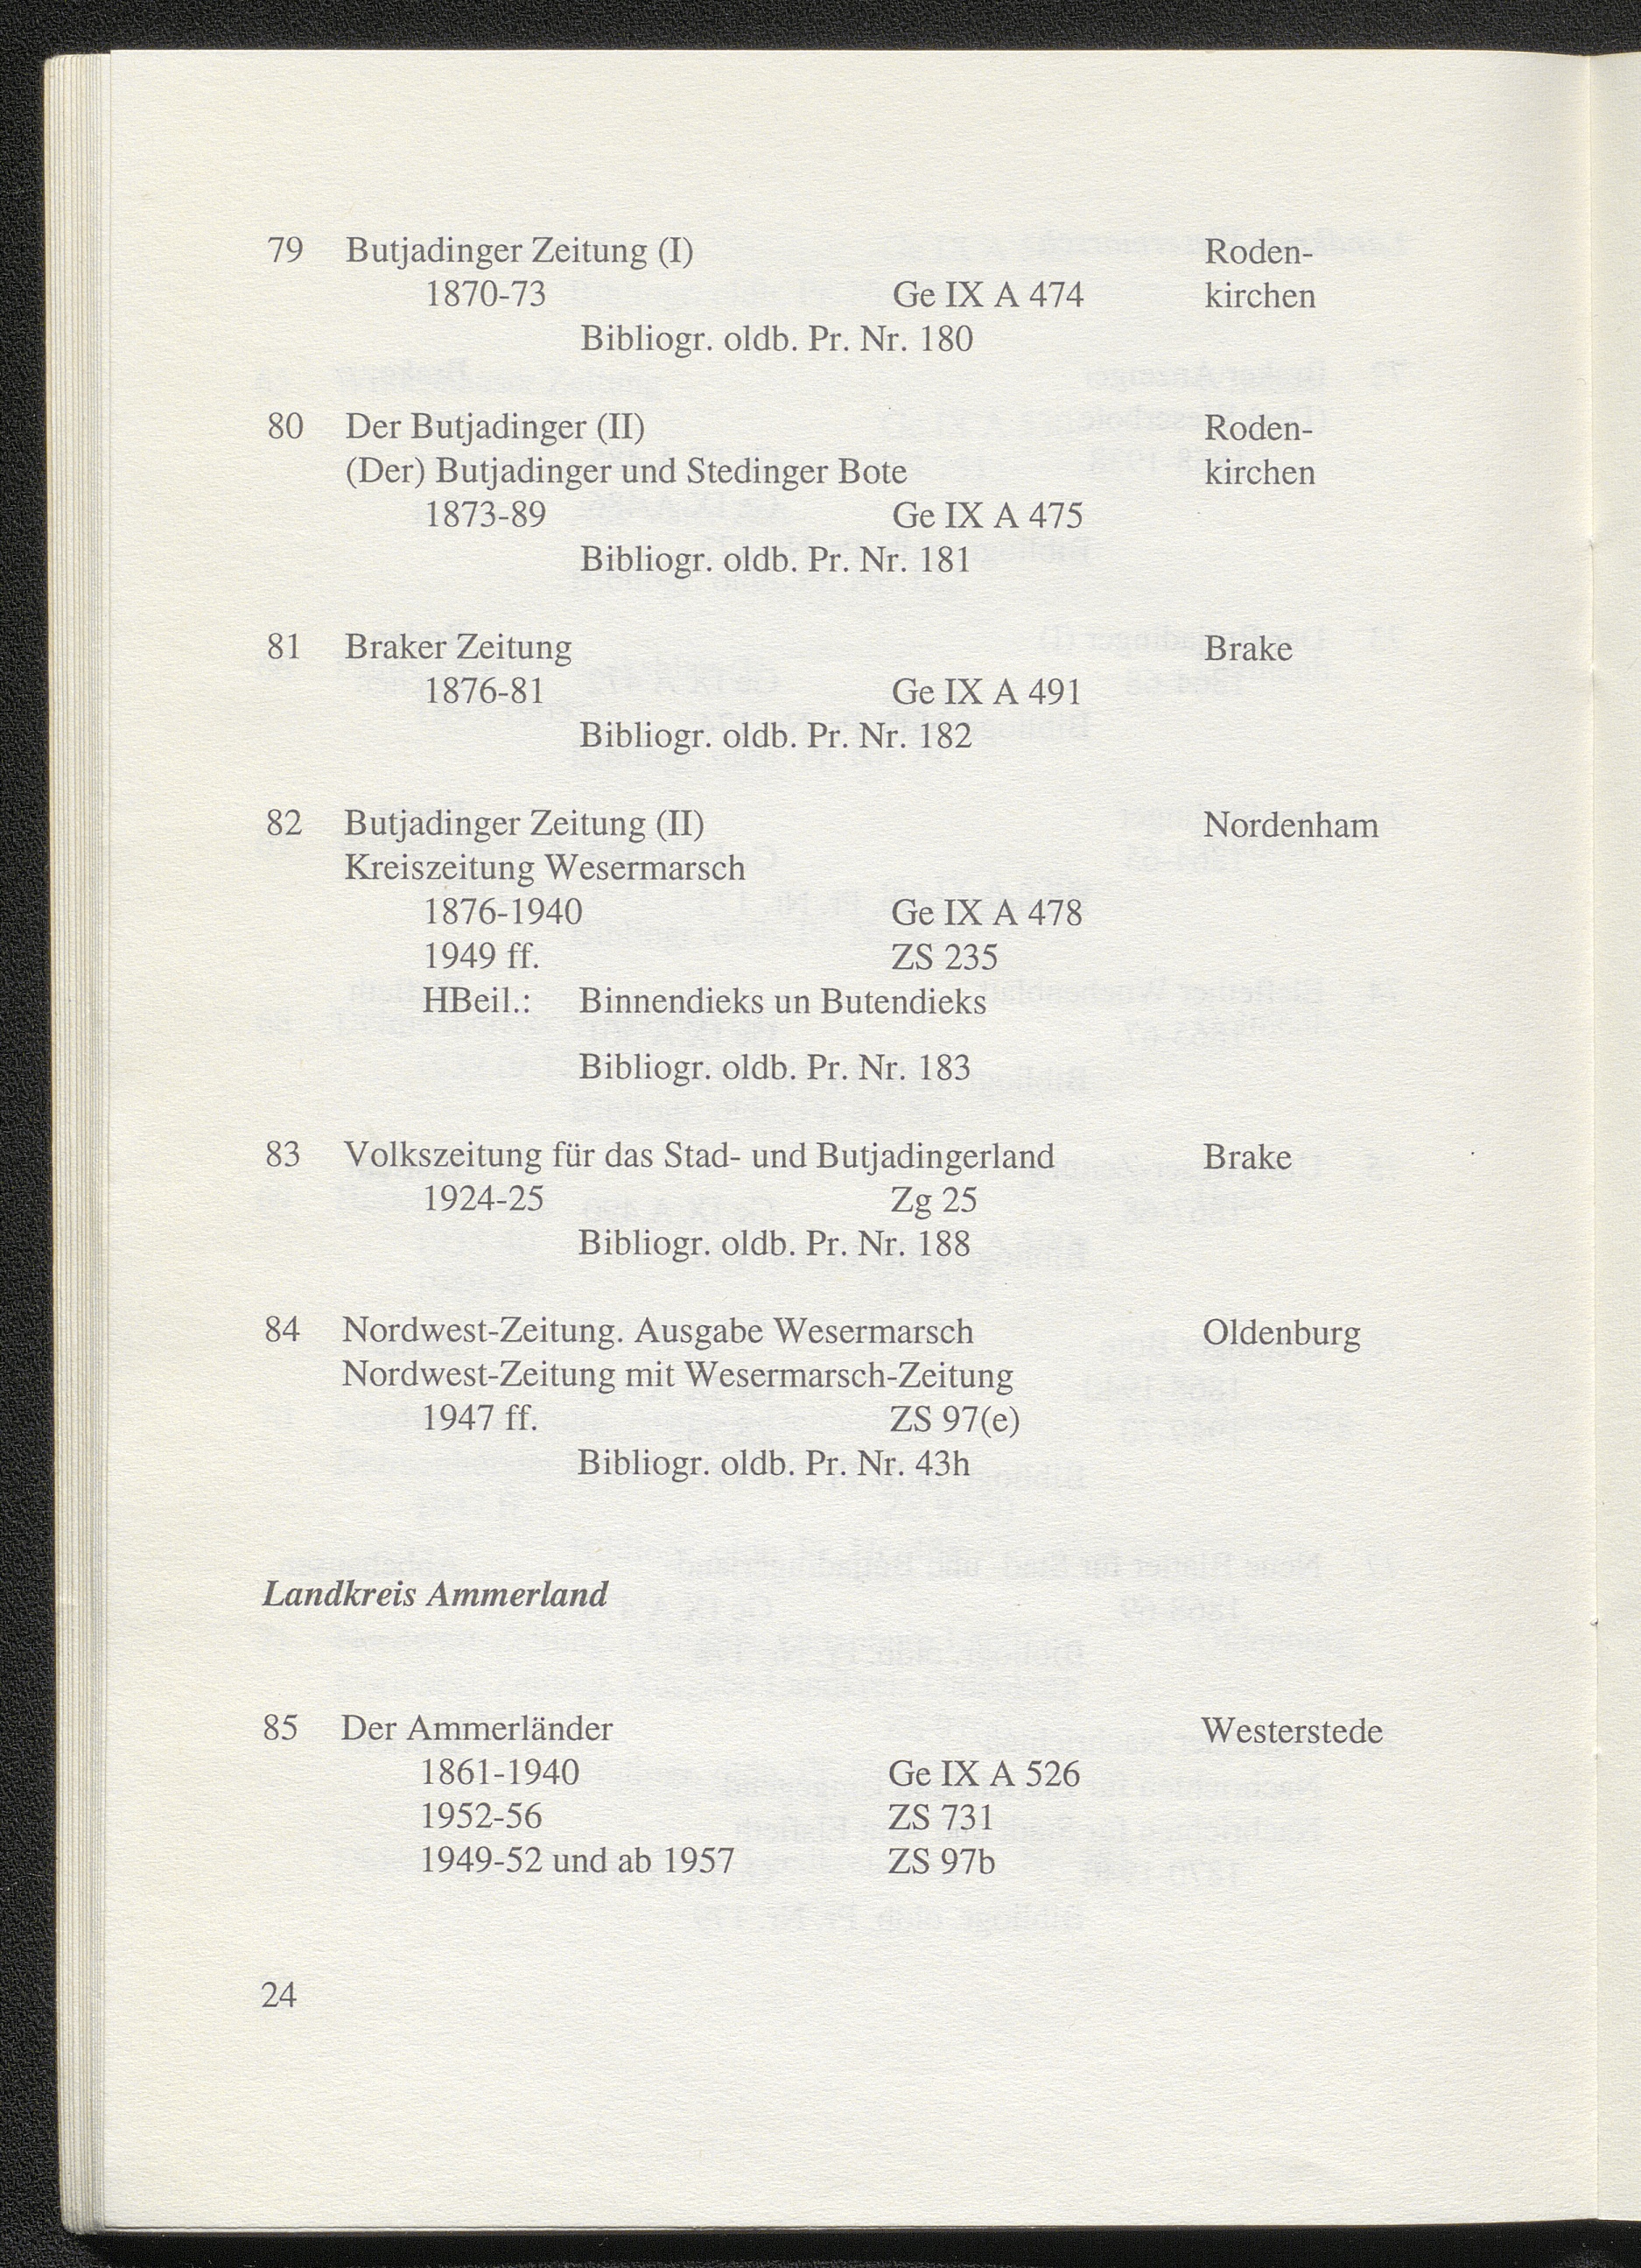 79 Butjadinger Zeitung (I) Roden-
1870-73 Ge IX A 474 kirchen
Bibliogr. oldb. Pr. Nr. 180
80 Der Butjadinger (II) Roden-
(Der) Butjadinger und Stedinger Bote kirchen
1873-89 Ge IX A 475
Bibliogr. oldb. Pr. Nr. 181
81 Braker Zeitung Brake
1876-81 Ge IX A 491
Bibliogr. oldb. Pr. Nr. 182
82 Butjadinger Zeitung (II) Nordenham
Kreiszeitung Wesermarsch
1876-1940 Ge IX A 478
1949 ff. ZS 235
HBeil.: Binnendieks un Butendieks
Bibliogr. oldb. Pr. Nr. 183
83 Volkszeitung für das Stad- und Butjadingerland Brake
1924-25 Zg 25
Bibliogr. oldb. Pr. Nr. 188
84 Nordwest-Zeitung. Ausgabe Wesermarsch Oldenburg
Nordwest-Zeitung mit Wesermarsch-Zeitung
1947 ff. ZS 97(e)
Bibliogr. oldb. Pr. Nr. 43h
Landkreis Ammerland
85 Der Ammerländer Westerstede
1861-1940 Ge IX A 526
1952-56 ZS 731
1949-52 und ab 1957 ZS 97b
24